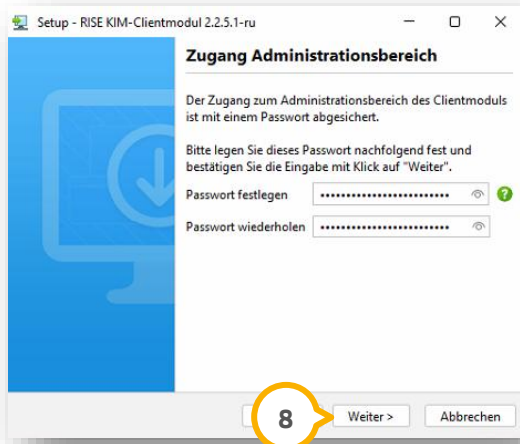 Setup - RISE KIM-Clientmodul 2.2.5.1-ru
Zugang Administrationsbereich
Der Zugang zum Administrationsbereich des Clientmoduls
ist mit einem Passwort abgesichert.
Bitte legen Sie dieses Passwort nachfolgend fest und
bestätigen Sie die Eingabe mit Klick auf "Weiter".
Passwort festlegen
?
Passwort wiederholen
8
Weiter >
Abbrechen